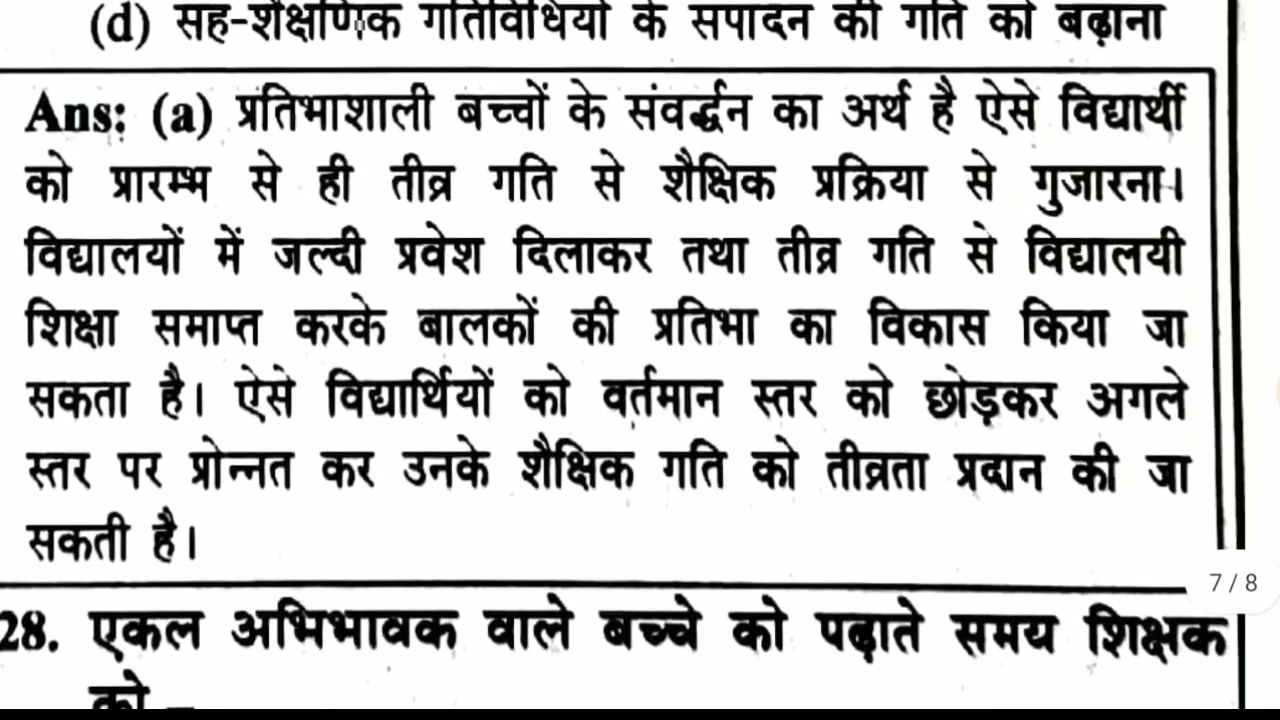 (d) सह-शैक्षणिक गतिविधियों के संपादन की गति को बढ़ाना
Ans: (a) प्रतिभाशाली बच्चों के संवर्द्धन का अर्थ है ऐसे विद्यार्थी
को प्रारम्भ से ही तीव्र गति से शैक्षिक प्रक्रिया से गुजारना।
विद्यालयों में जल्दी प्रवेश दिलाकर तथा तीव्र गति से विद्यालयी
शिक्षा समाप्त करके बालकों की प्रतिभा का विकास किया जा
सकता है। ऐसे विद्यार्थियों को वर्तमान स्तर को छोड़कर अगले
स्तर पर प्रोन्नत कर उनके शैक्षिक गति को तीव्रता प्रदान की जा
सकती है।
7 / 8
28. एकल अभिभावक वाले बच्चे को पढ़ाते समय शिक्षक
को –